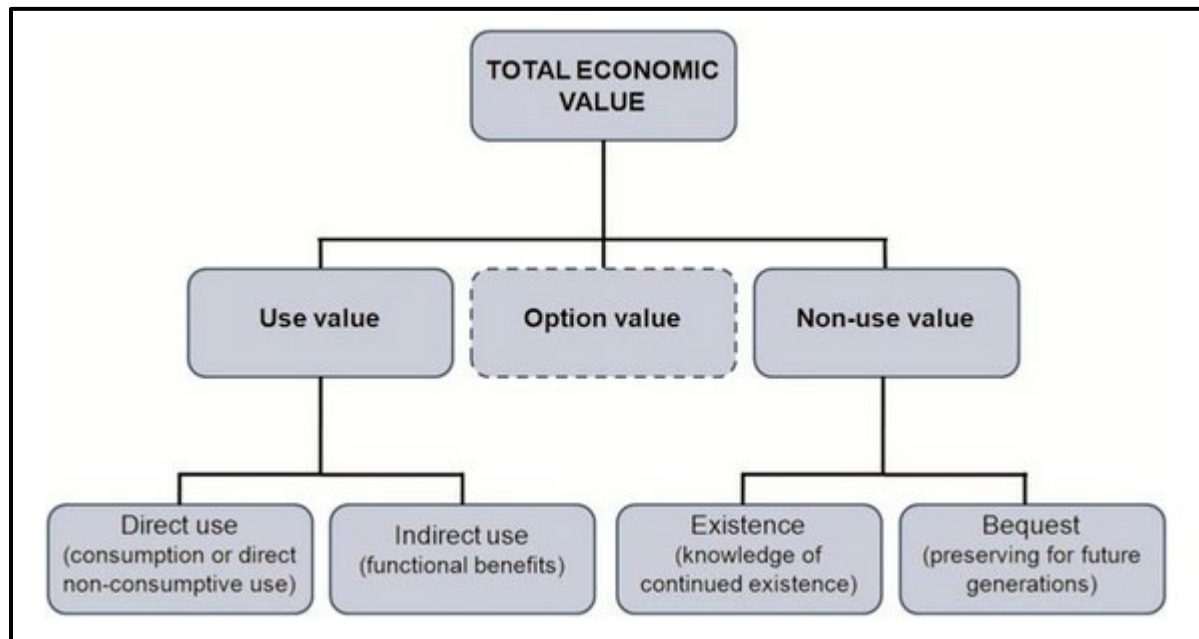 TOTAL ECONOMIC
VALUE
Use value
Option value
Non-use value
Direct use
(consumption or direct
non-consumptive use)
Indirect use
(functional benefits)
Existence
(knowledge of
continued existence)
Bequest
(preserving for future
generations)